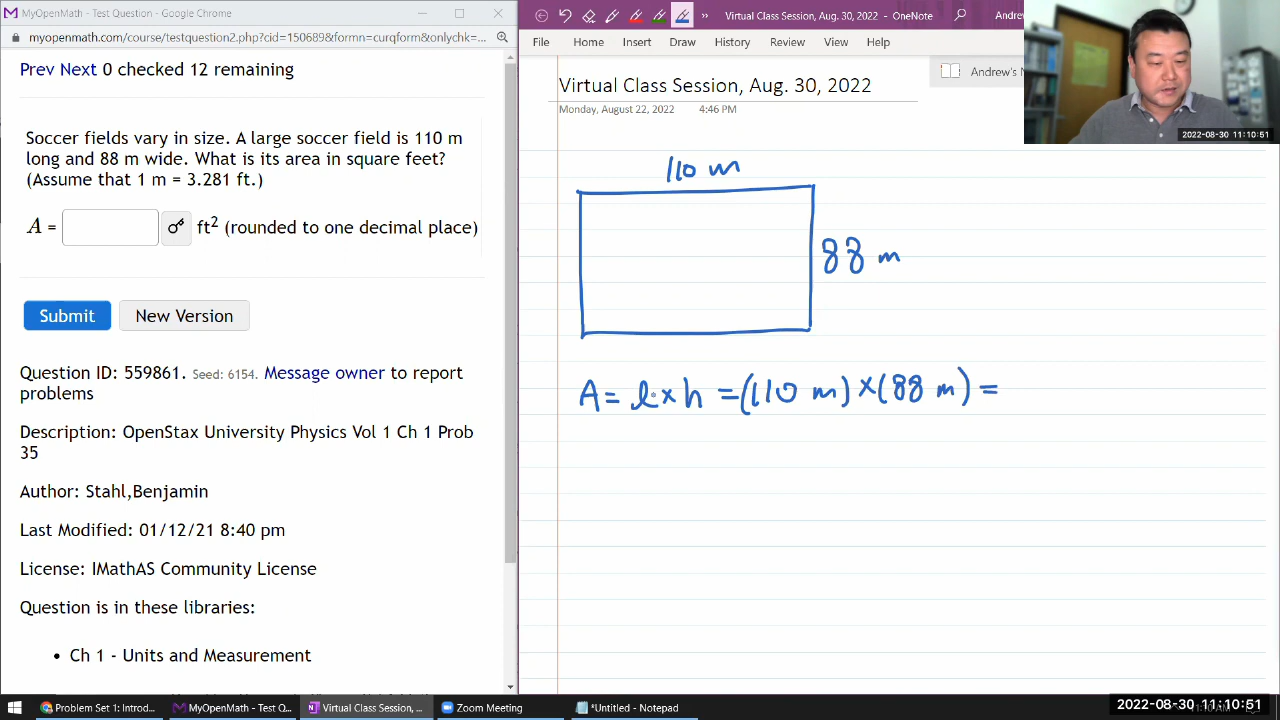 MyOpenMath - Test Question - Google Chrome
myopenmath.com/course/testquestion2.php?cid=150689&formn=curqform&onlychk=...
Prev Next 0 checked 12 remaining
Soccer fields vary in size. A large soccer field is 110 m
long and 88 m wide. What is its area in square feet?
(Assume that 1 m = 3.281 ft.)
A = ft² (rounded to one decimal place)
Submit New Version
Question ID: 559861. Seed: 6154. Message owner to report
problems
Description: OpenStax University Physics Vol 1 Ch 1 Prob
35
Author: Stahl,Benjamin
Last Modified: 01/12/21 8:40 pm
License: IMathAS Community License
Question is in these libraries:
• Ch 1 - Units and Measurement
Virtual Class Session, Aug. 30, 2022 - OneNote
Andrew
File Home Insert Draw History Review View Help
Virtual Class Session, Aug. 30, 2022
Andrew's N
Monday, August 22, 2022 4:46 PM
2022-08-30 11:10:51
110 m
88 m
A = l × h = (110 m) × (88 m) =
Problem Set 1: Introd...
MyOpenMath - Test Q...
Virtual Class Session,...
Zoom Meeting
*Untitled - Notepad
2022-08-30 11:10:51